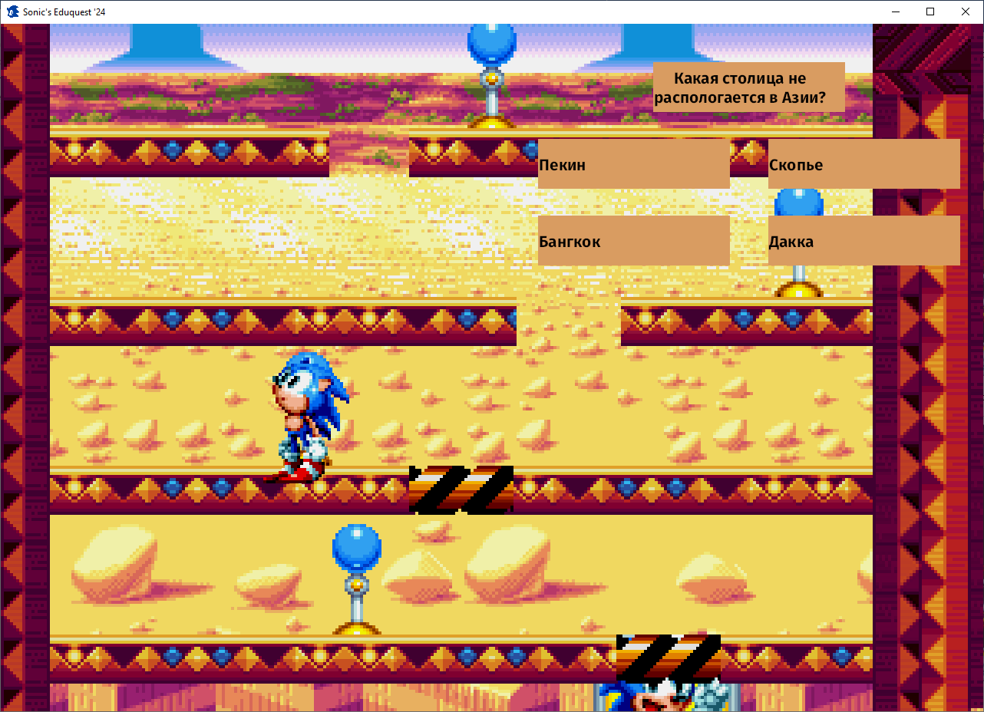 Sonic's Eduquest '24
Какая столица не
распологается в Азии?
Пекин
Скопье
Бангкок
Дакка